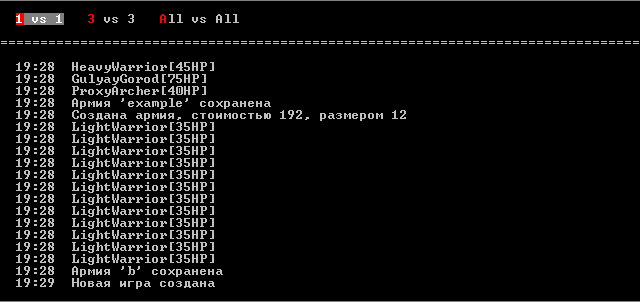 1 vs 1 3 vs 3 All vs All
19:28 HeavyWarrior[45HP]
19:28 GulyayGorod[75HP]
19:28 ProxyArcher[40HP]
19:28 Армия 'example' сохранена
19:28 Создана армия, стоимостью 192, размером 12
19:28 LightWarrior[35HP]
19:28 LightWarrior[35HP]
19:28 LightWarrior[35HP]
19:28 LightWarrior[35HP]
19:28 LightWarrior[35HP]
19:28 LightWarrior[35HP]
19:28 LightWarrior[35HP]
19:28 LightWarrior[35HP]
19:28 LightWarrior[35HP]
19:28 LightWarrior[35HP]
19:28 LightWarrior[35HP]
19:28 LightWarrior[35HP]
19:28 Армия 'b' сохранена
19:29 Новая игра создана